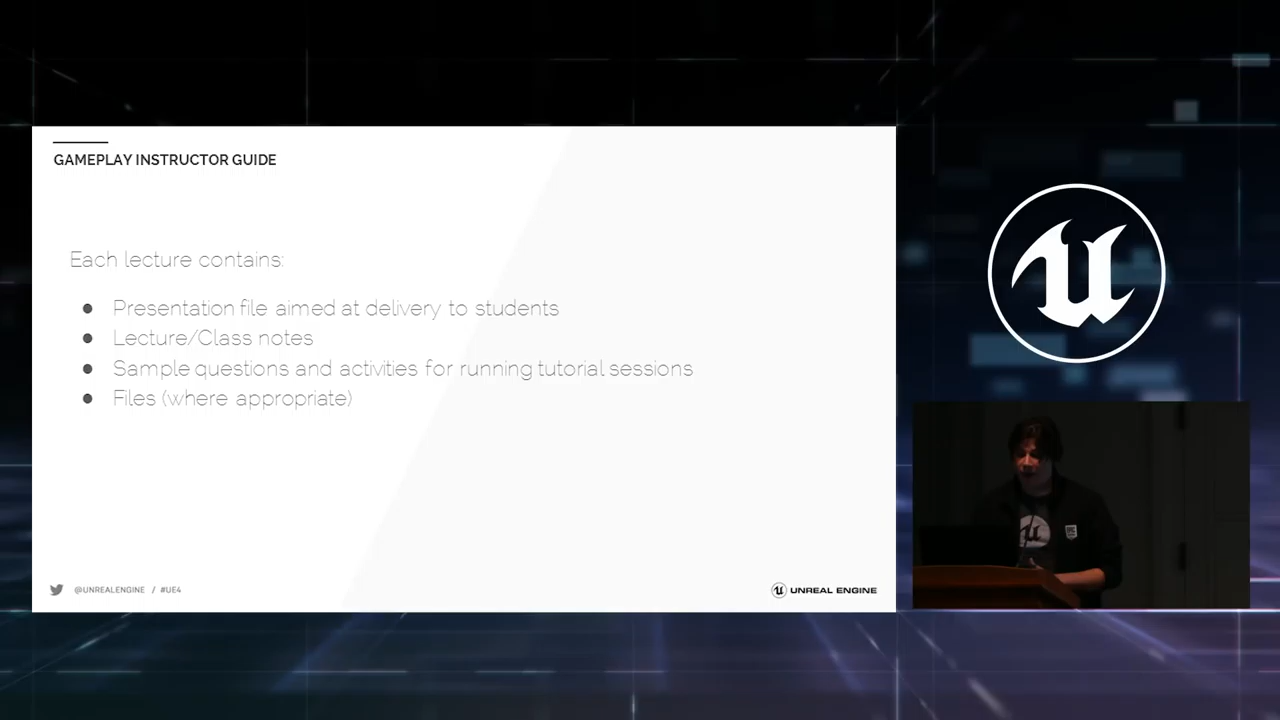 GAMEPLAY INSTRUCTOR GUIDE
Each lecture contains:
● Presentation file aimed at delivery to students
● Lecture/Class notes
● Sample questions and activities for running tutorial sessions
● Files (where appropriate)
@UNREALENGINE / #UE4
UNREAL ENGINE